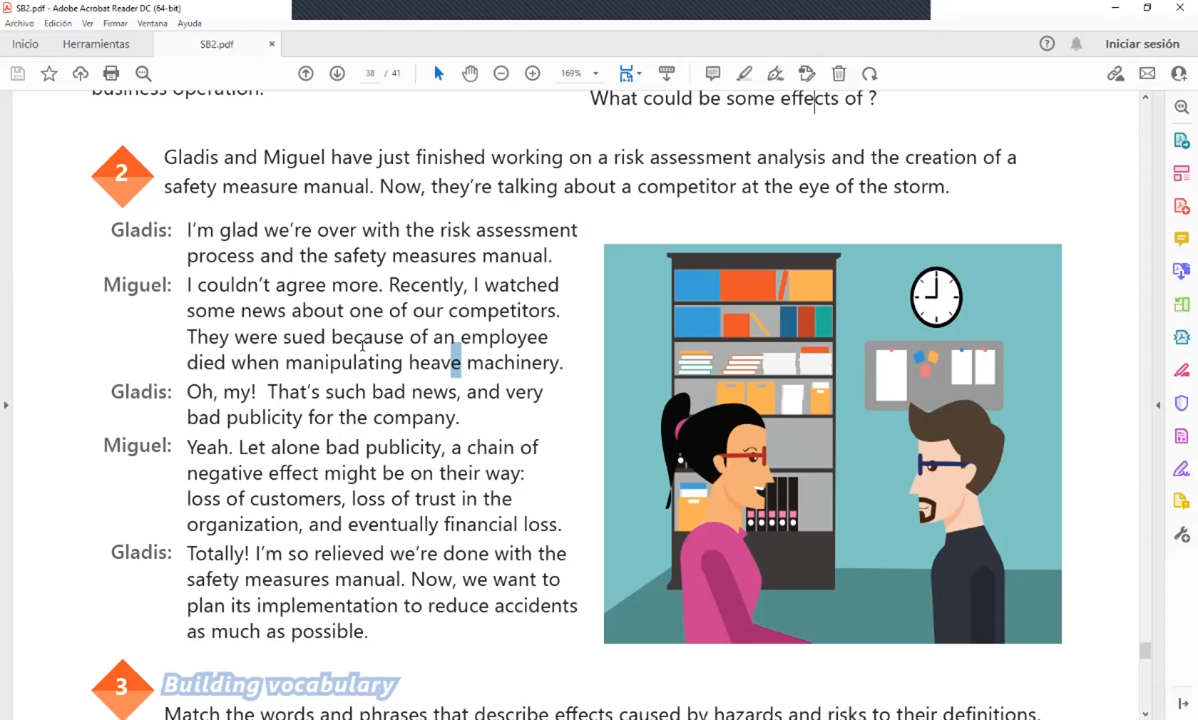 SB2.pdf - Adobe Acrobat Reader DC (64-bit)
Archivo Edición Ver Firmar Ventana Ayuda
Inicio Herramientas SB2.pdf × Iniciar sesión
38 / 41 169%
business operation.
What could be some effects of ?
2
Gladis and Miguel have just finished working on a risk assessment analysis and the creation of a
safety measure manual. Now, they're talking about a competitor at the eye of the storm.
Gladis: I'm glad we're over with the risk assessment
process and the safety measures manual.
Miguel: I couldn't agree more. Recently, I watched
some news about one of our competitors.
They were sued because of an employee
died when manipulating heave machinery.
Gladis: Oh, my! That's such bad news, and very
bad publicity for the company.
Miguel: Yeah. Let alone bad publicity, a chain of
negative effect might be on their way:
loss of customers, loss of trust in the
organization, and eventually financial loss.
Gladis: Totally! I'm so relieved we're done with the
safety measures manual. Now, we want to
plan its implementation to reduce accidents
as much as possible.
3 Building vocabulary
Match the words and phrases that describe effects caused by hazards and risks to their definitions.